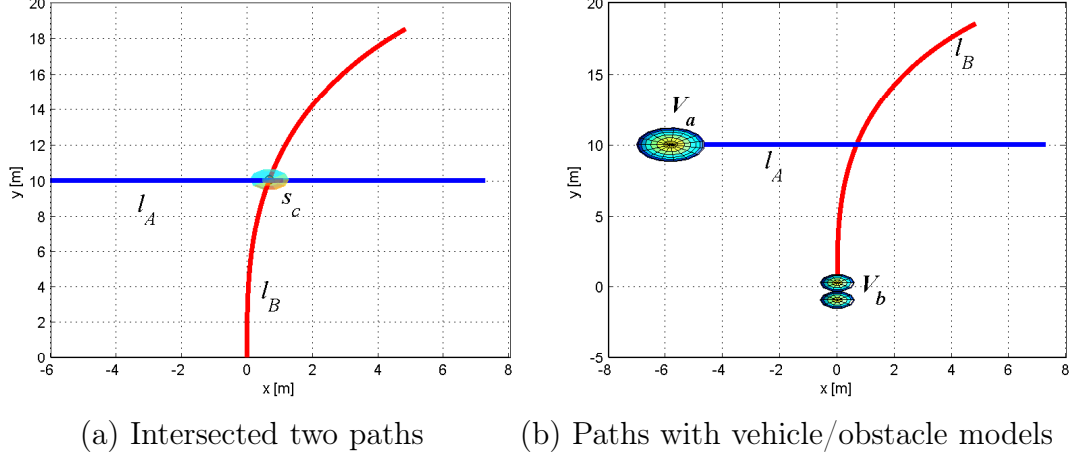 20
18
16
14
12
10
8
6
4
2
0
-6 -4 -2 0 2 4 6 8
x [m]
y [m]
l_A
l_B
s_c
20
15
10
5
0
-5
-8 -6 -4 -2 0 2 4 6 8
x [m]
y [m]
V_a
l_A
l_B
V_b
(a) Intersected two paths
(b) Paths with vehicle/obstacle models